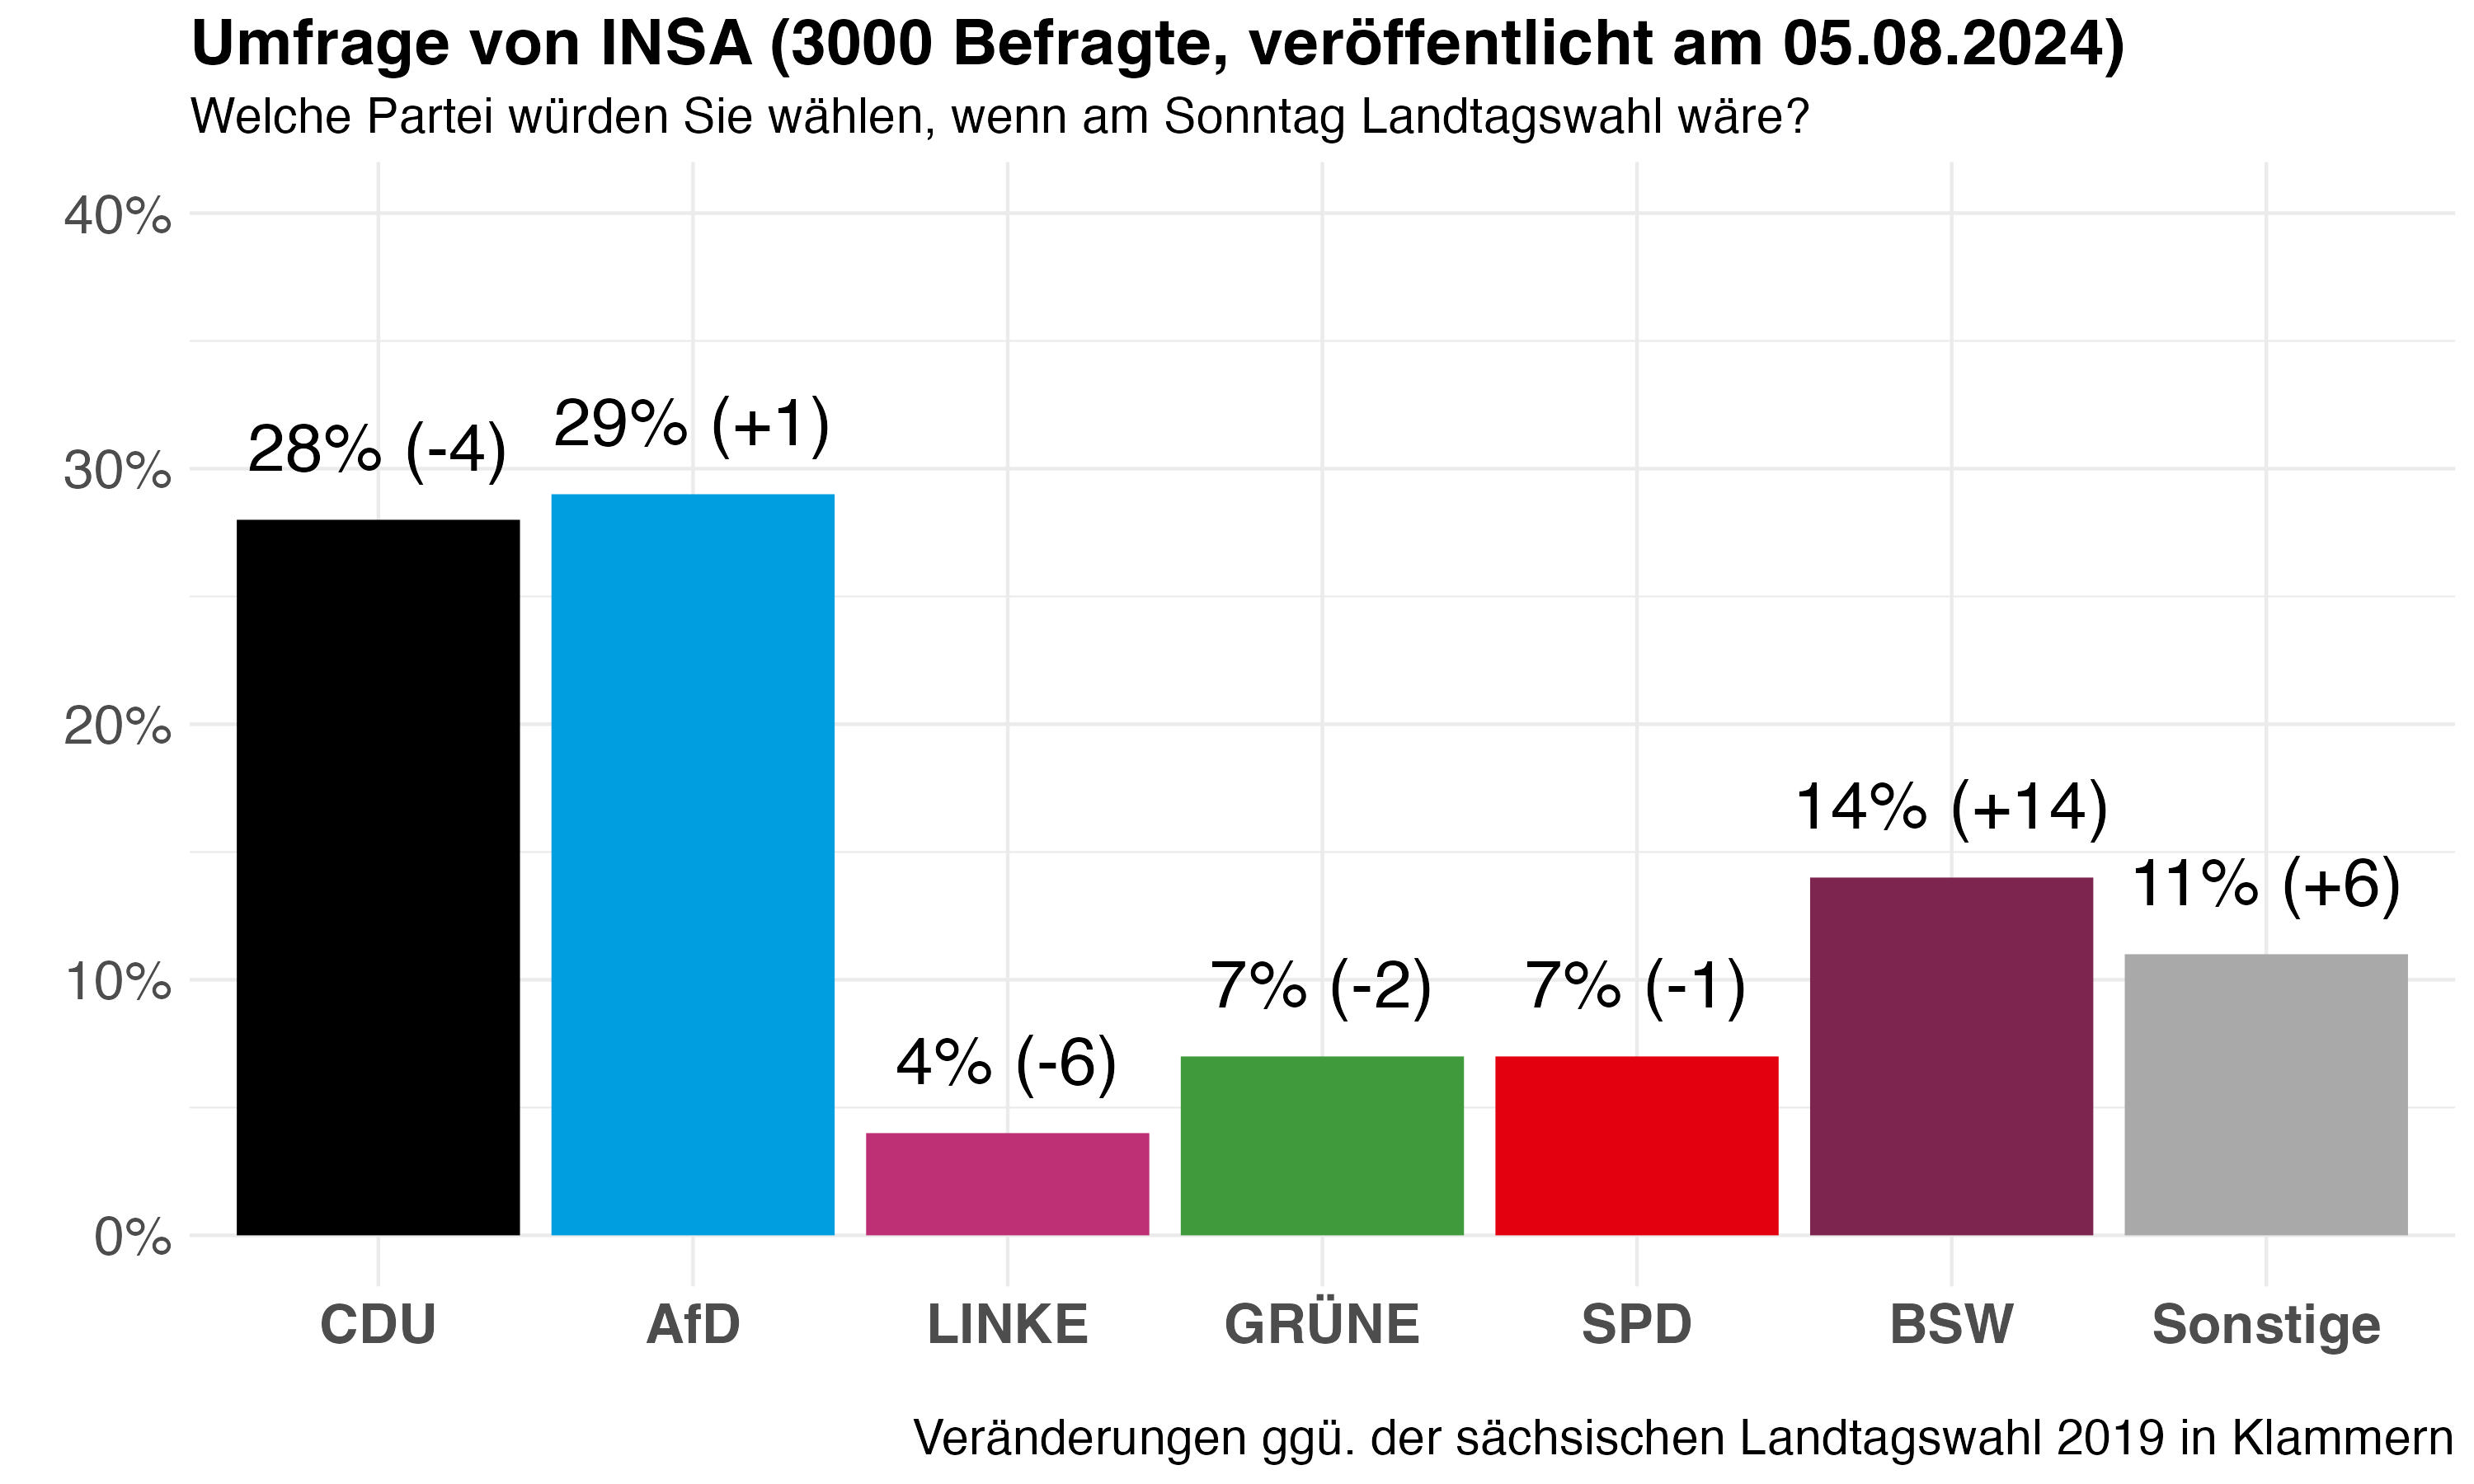 Umfrage von INSA (3000 Befragte, veröffentlicht am 05.08.2024)
Welche Partei würden Sie wählen, wenn am Sonntag Landtagswahl wäre?
40%
30%
20%
10%
0%
28% (-4)
29% (+1)
4% (-6)
7% (-2)
7% (-1)
14% (+14)
11% (+6)
CDU
AfD
LINKE
GRÜNE
SPD
BSW
Sonstige
Veränderungen ggü. der sächsischen Landtagswahl 2019 in Klammern